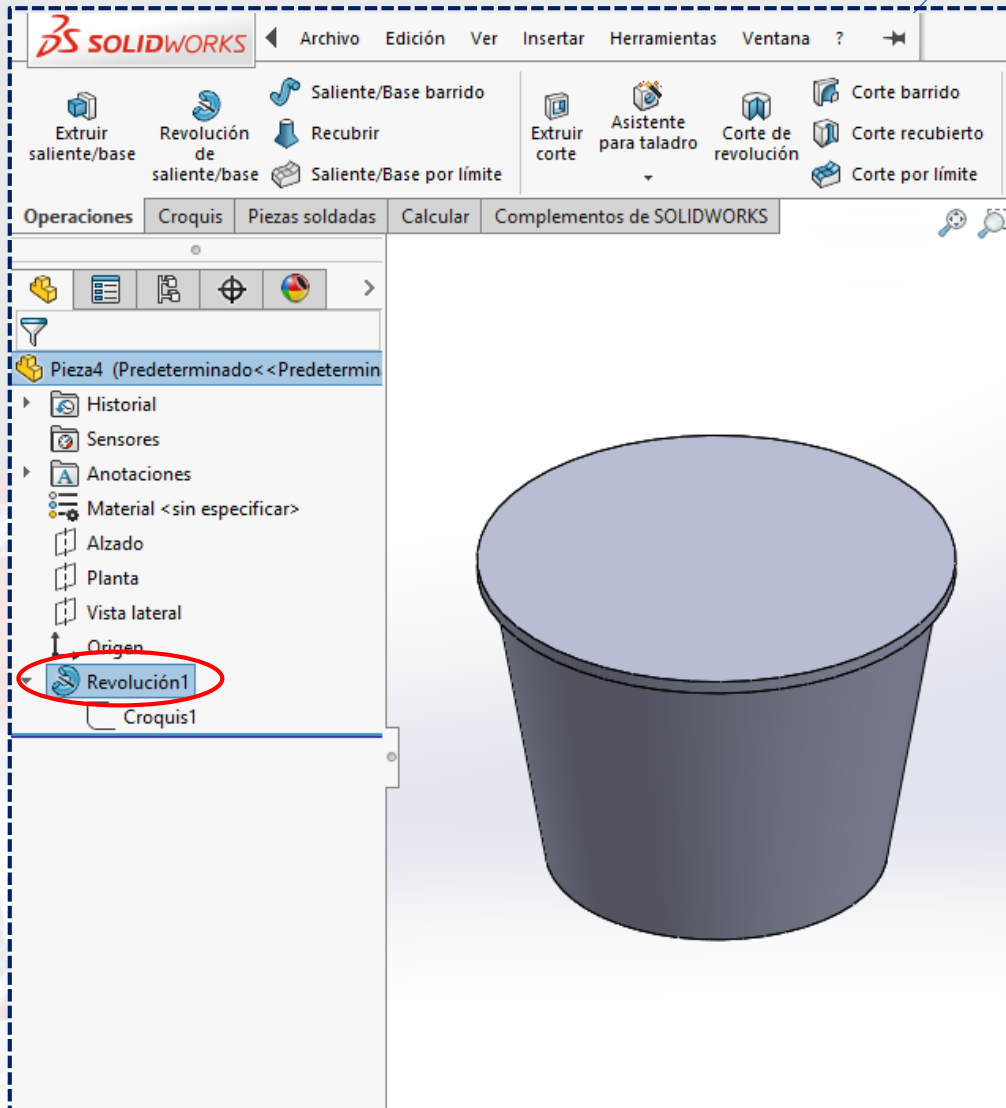 SOLIDWORKS
Archivo Edición Ver Insertar Herramientas Ventana ?
Extruir
saliente/base
Revolución
de
saliente/base
Saliente/Base barrido
Recubrir
Saliente/Base por límite
Extruir
corte
Asistente
para taladro
Corte de
revolución
Corte barrido
Corte recubierto
Corte por límite
Operaciones Croquis Piezas soldadas Calcular Complementos de SOLIDWORKS
Pieza4 (Predeterminado<<Predetermin
Historial
Sensores
A Anotaciones
Material <sin especificar>
Alzado
Planta
Vista lateral
Origen
Revolución1
Croquis1